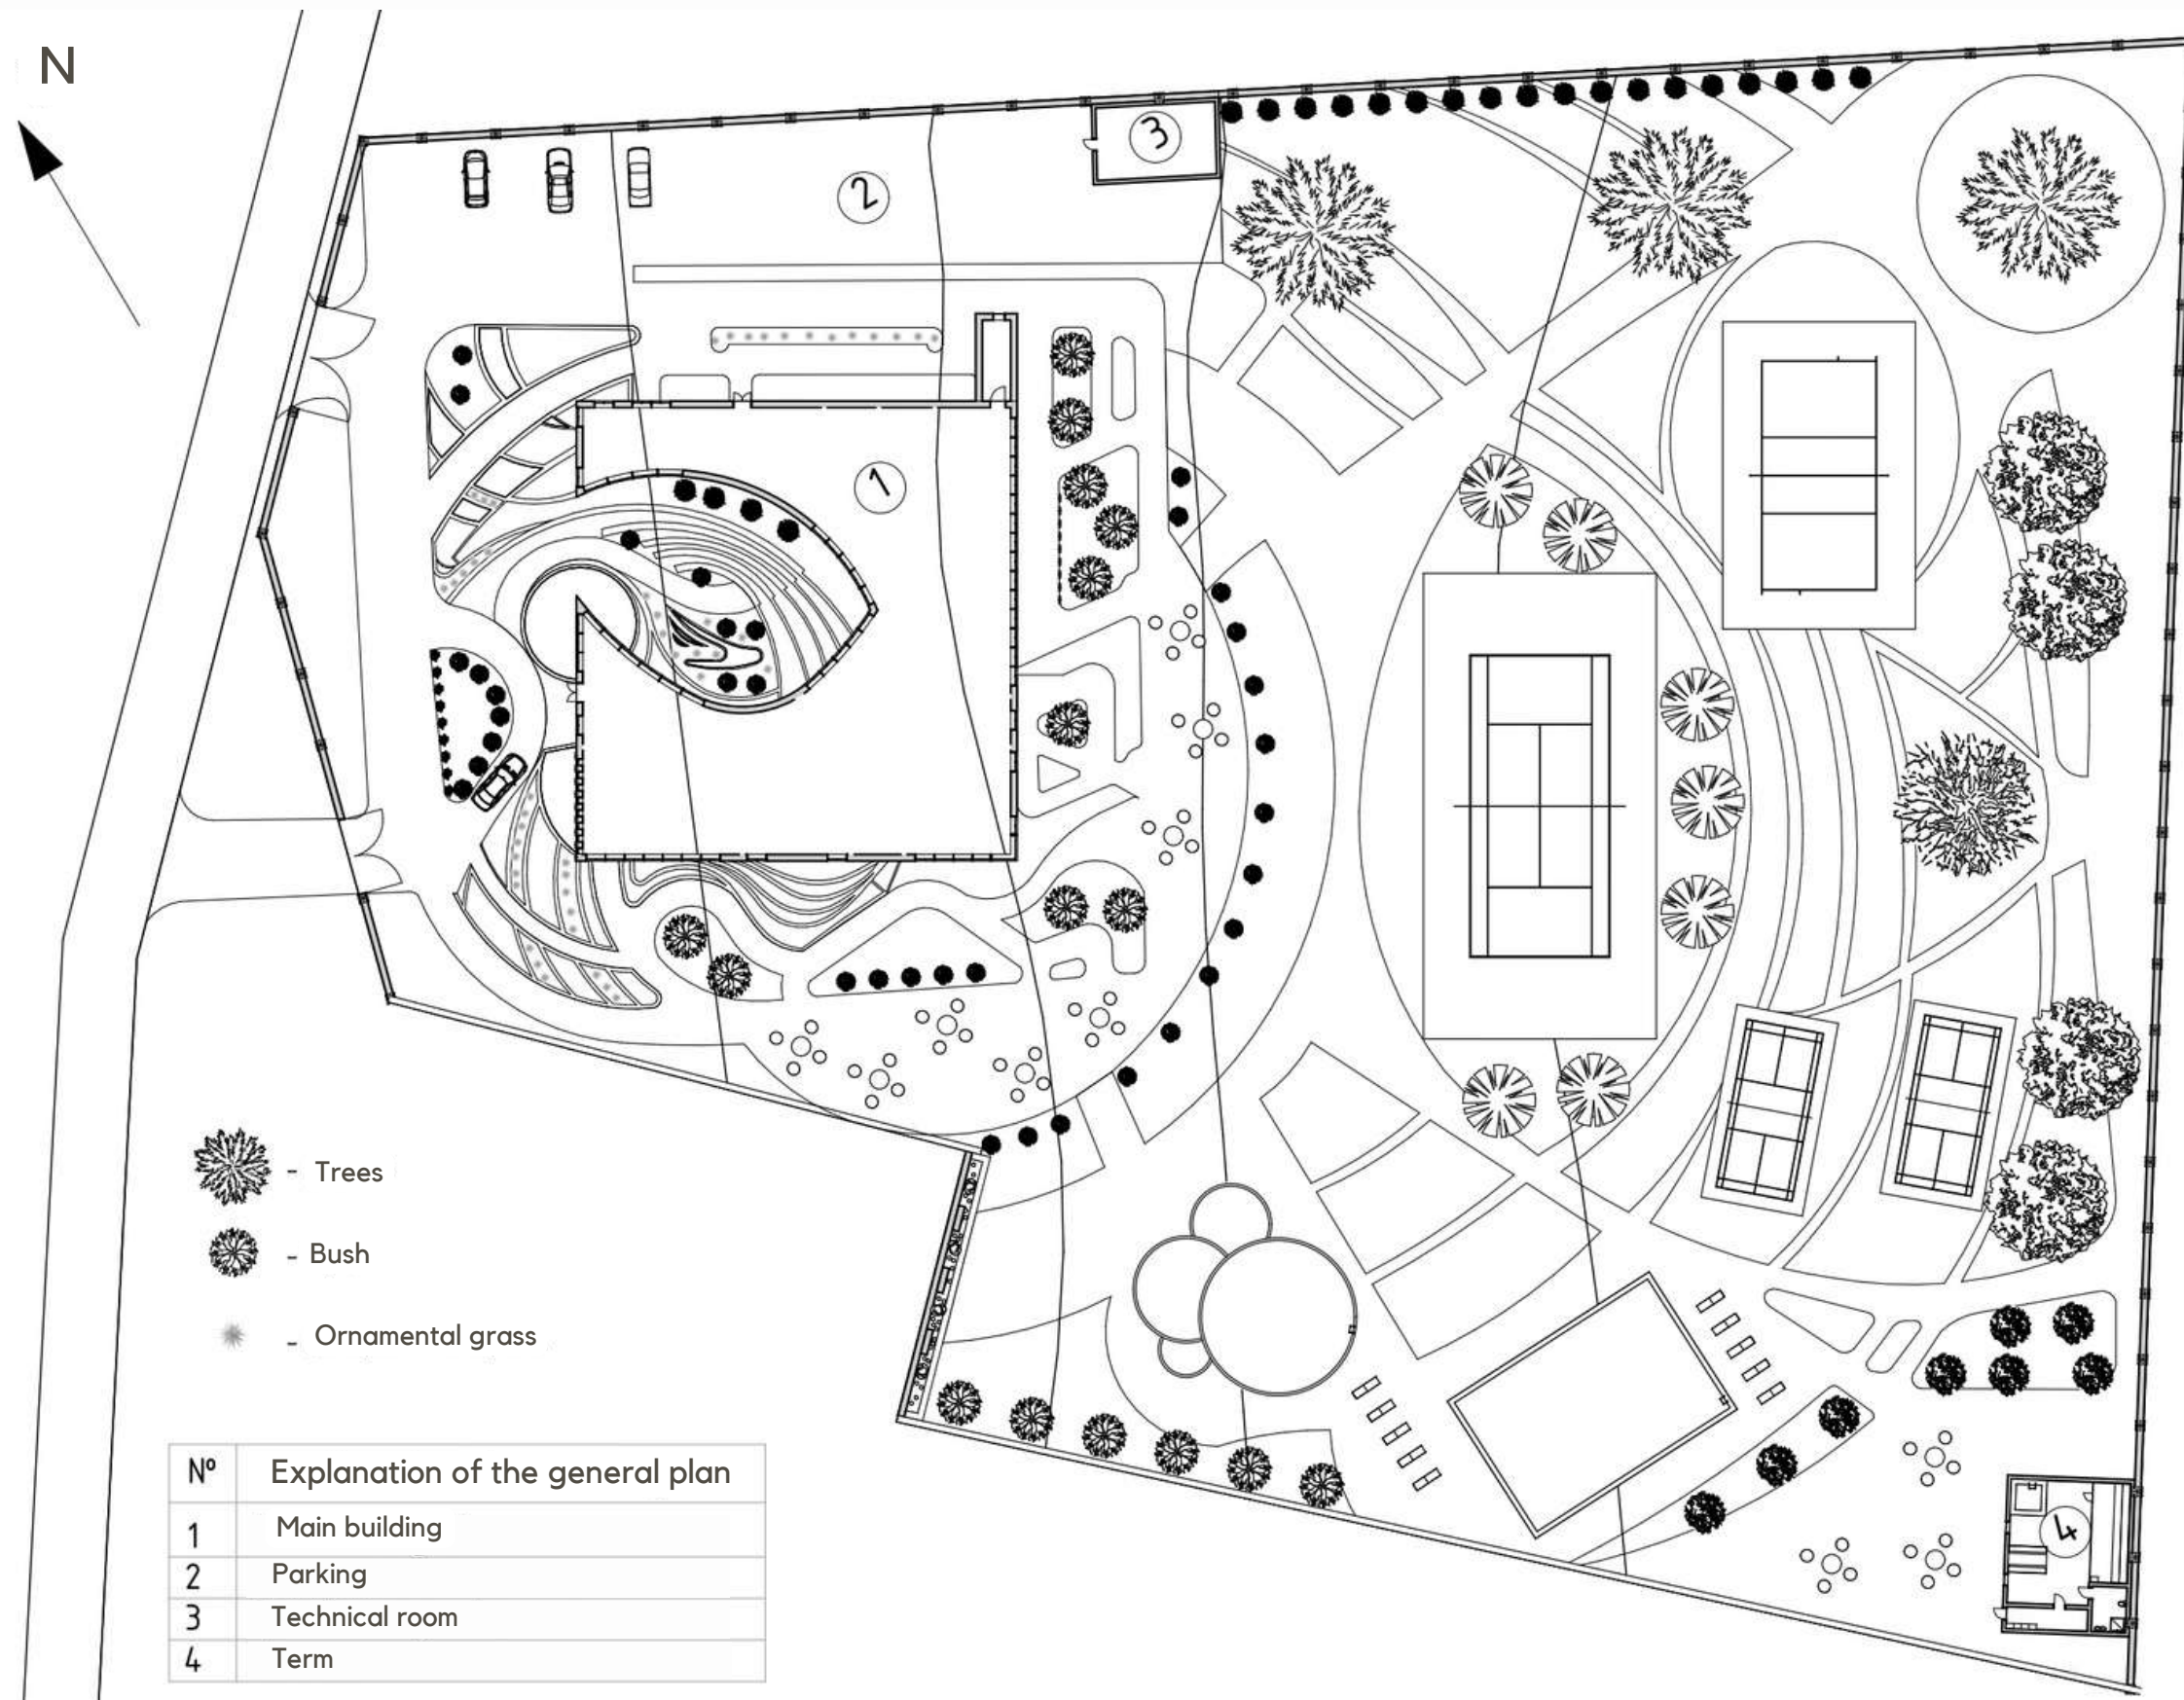 N
3
2
1
- Trees
- Bush
- Ornamental grass
4
Nº Explanation of the general plan
1 Main building
2 Parking
3 Technical room
4 Term